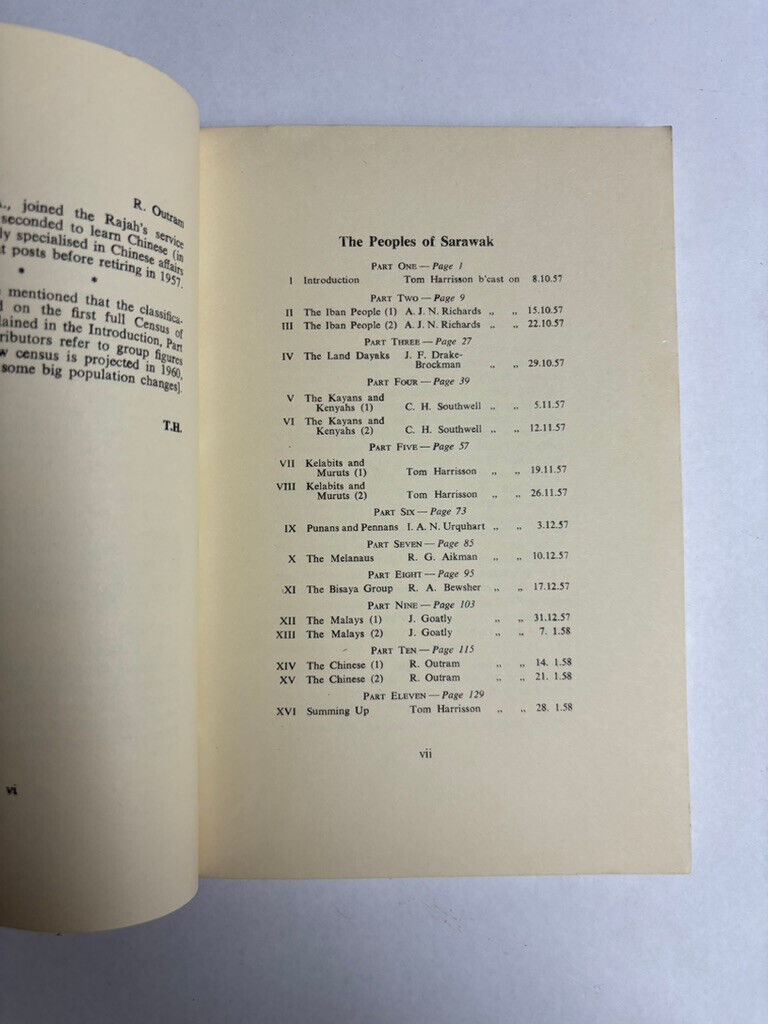 R. Outram
., joined the Rajah's service
seconded to learn Chinese (in
ly specialised in Chinese affairs
t posts before retiring in 1957.
* *
mentioned that the classifica-
d on the first full Census of
lained in the Introduction, Part
tributors refer to group figures
w census is projected in 1960,
some big population changes].
T.H.
vi
The Peoples of Sarawak
PART ONE — Page 1
I Introduction Tom Harrisson b'cast on 8.10.57
PART TWO — Page 9
II The Iban People (1) A. J. N. Richards „ „ 15.10.57
III The Iban People (2) A. J. N. Richards „ „ 22.10.57
PART THREE — Page 27
IV The Land Dayaks J. F. Drake-
Brockman „ „ 29.10.57
PART FOUR — Page 39
V The Kayans and
Kenyahs (1) C. H. Southwell „ „ 5.11.57
VI The Kayans and
Kenyahs (2) C. H. Southwell „ „ 12.11.57
PART FIVE — Page 57
VII Kelabits and
Muruts (1) Tom Harrisson „ „ 19.11.57
VIII Kelabits and
Muruts (2) Tom Harrisson „ „ 26.11.57
PART SIX — Page 73
IX Punans and Pennans I. A. N. Urquhart „ „ 3.12.57
PART SEVEN — Page 85
X The Melanaus R. G. Aikman „ „ 10.12.57
PART EIGHT — Page 95
XI The Bisaya Group R. A. Bewsher „ „ 17.12.57
PART NINE — Page 103
XII The Malays (1) J. Goatly „ „ 31.12.57
XIII The Malays (2) J. Goatly „ „ 7. 1.58
PART TEN — Page 115
XIV The Chinese (1) R. Outram „ „ 14. 1.58
XV The Chinese (2) R. Outram „ „ 21. 1.58
PART ELEVEN — Page 129
XVI Summing Up Tom Harrisson „ „ 28. 1.58
vii